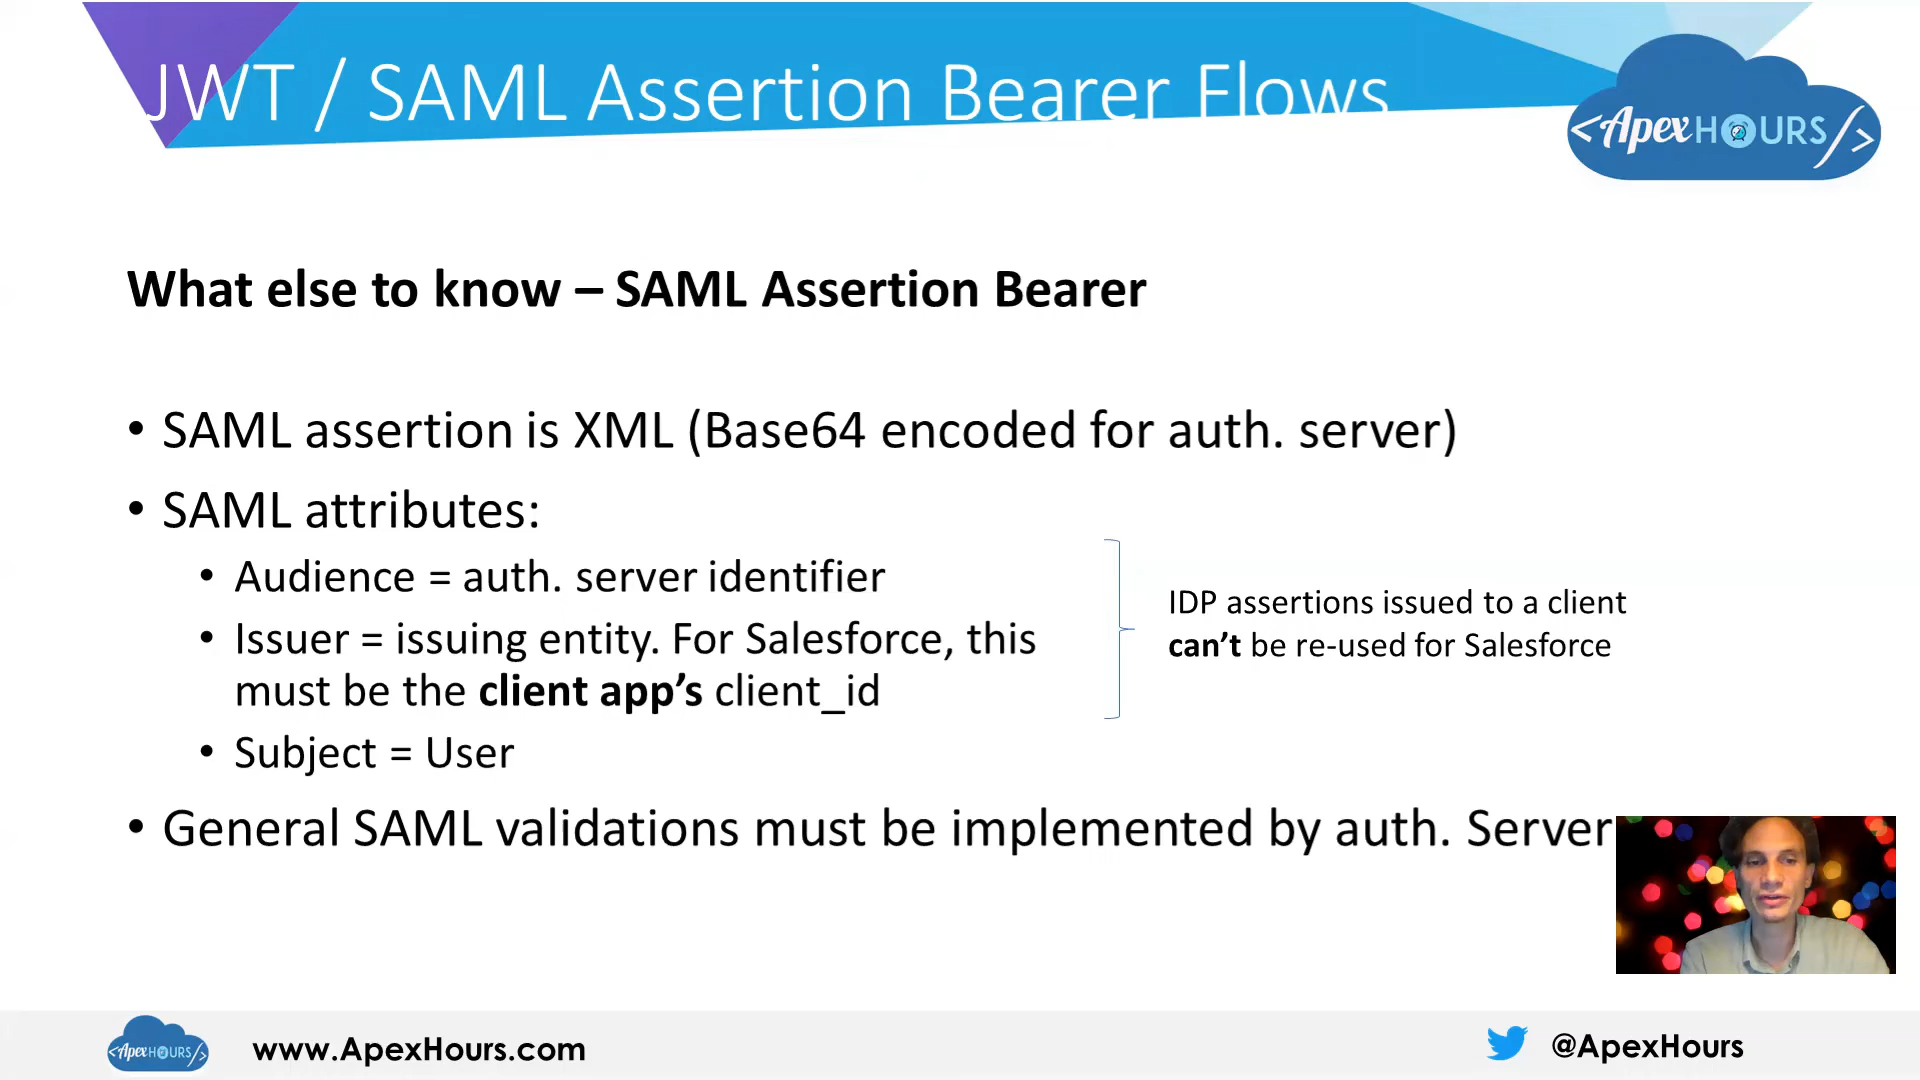 JWT / SAML Assertion Bearer Flows
<ApexHOURS/>
What else to know – SAML Assertion Bearer
• SAML assertion is XML (Base64 encoded for auth. server)
• SAML attributes:
• Audience = auth. server identifier
• Issuer = issuing entity. For Salesforce, this
must be the client app’s client_id
• Subject = User
IDP assertions issued to a client
can’t be re-used for Salesforce
• General SAML validations must be implemented by auth. Server
<ApexHOURS/>
www.ApexHours.com
@ApexHours